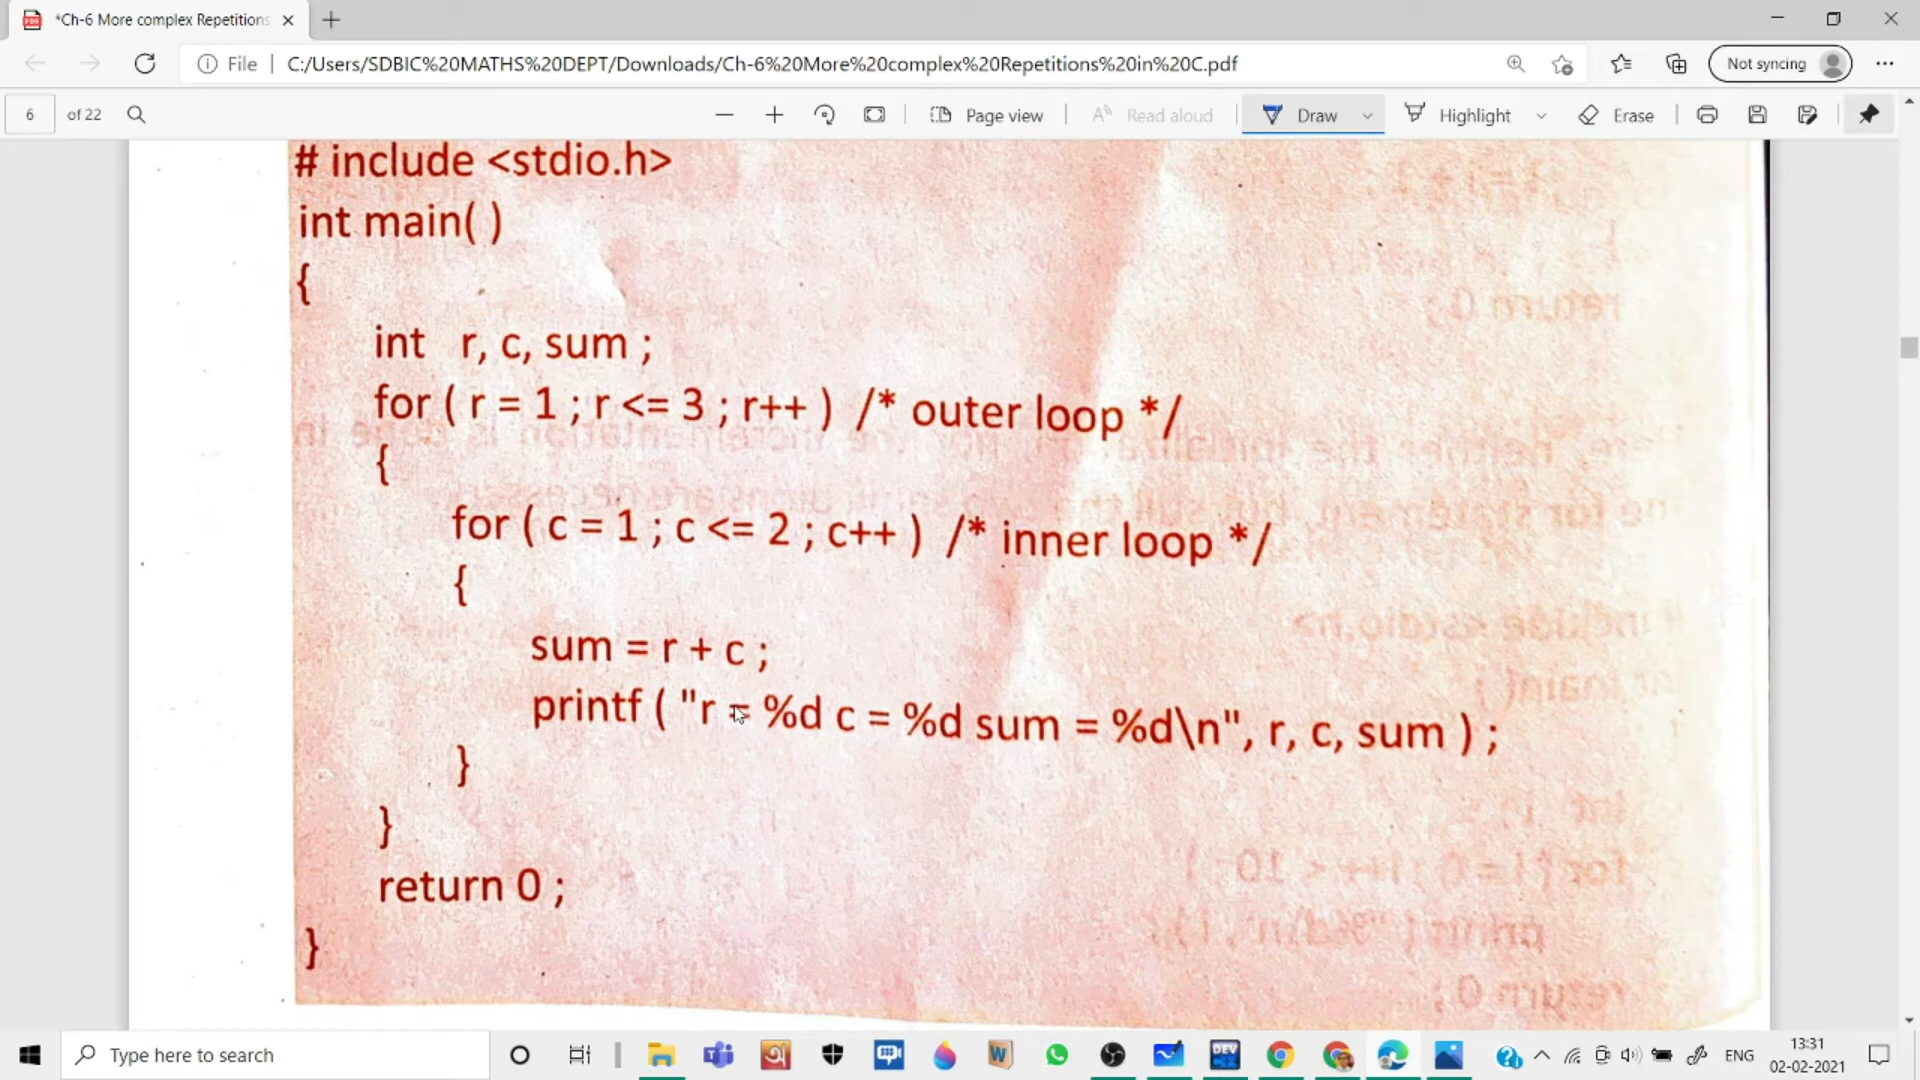 *Ch-6 More complex Repetitions
File
C:/Users/SDBIC%20MATHS%20DEPT/Downloads/Ch-6%20More%20complex%20Repetitions%20in%20C.pdf
Not syncing
6 of 22
Page view
Read aloud
Draw
Highlight
Erase
# include <stdio.h>
int main( )
{
int r, c, sum ;
for ( r = 1 ; r <= 3 ; r++ ) /* outer loop */
{
for ( c = 1 ; c <= 2 ; c++ ) /* inner loop */
{
sum = r + c ;
printf ( "r = %d c = %d sum = %d\n", r, c, sum ) ;
}
}
return 0 ;
}
Type here to search
DEV
ENG
13:31
02-02-2021